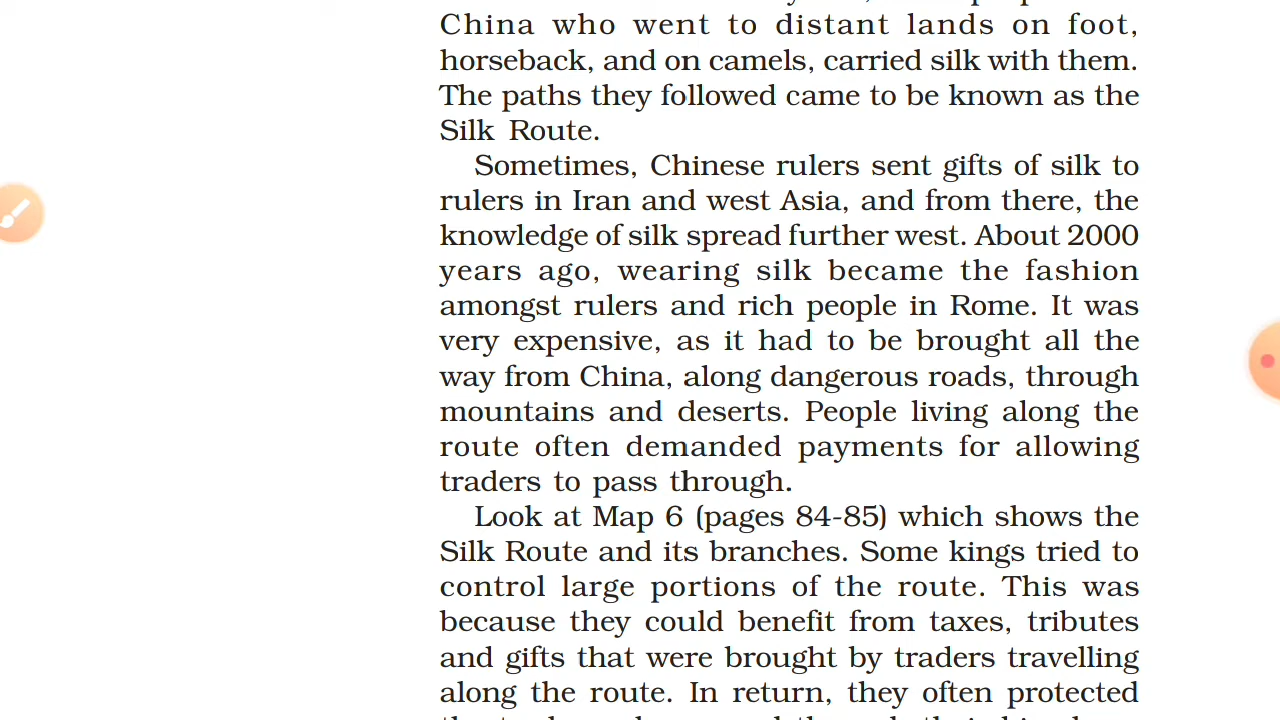 China who went to distant lands on foot,
horseback, and on camels, carried silk with them.
The paths they followed came to be known as the
Silk Route.
Sometimes, Chinese rulers sent gifts of silk to
rulers in Iran and west Asia, and from there, the
knowledge of silk spread further west. About 2000
years ago, wearing silk became the fashion
amongst rulers and rich people in Rome. It was
very expensive, as it had to be brought all the
way from China, along dangerous roads, through
mountains and deserts. People living along the
route often demanded payments for allowing
traders to pass through.
Look at Map 6 (pages 84-85) which shows the
Silk Route and its branches. Some kings tried to
control large portions of the route. This was
because they could benefit from taxes, tributes
and gifts that were brought by traders travelling
along the route. In return, they often protected